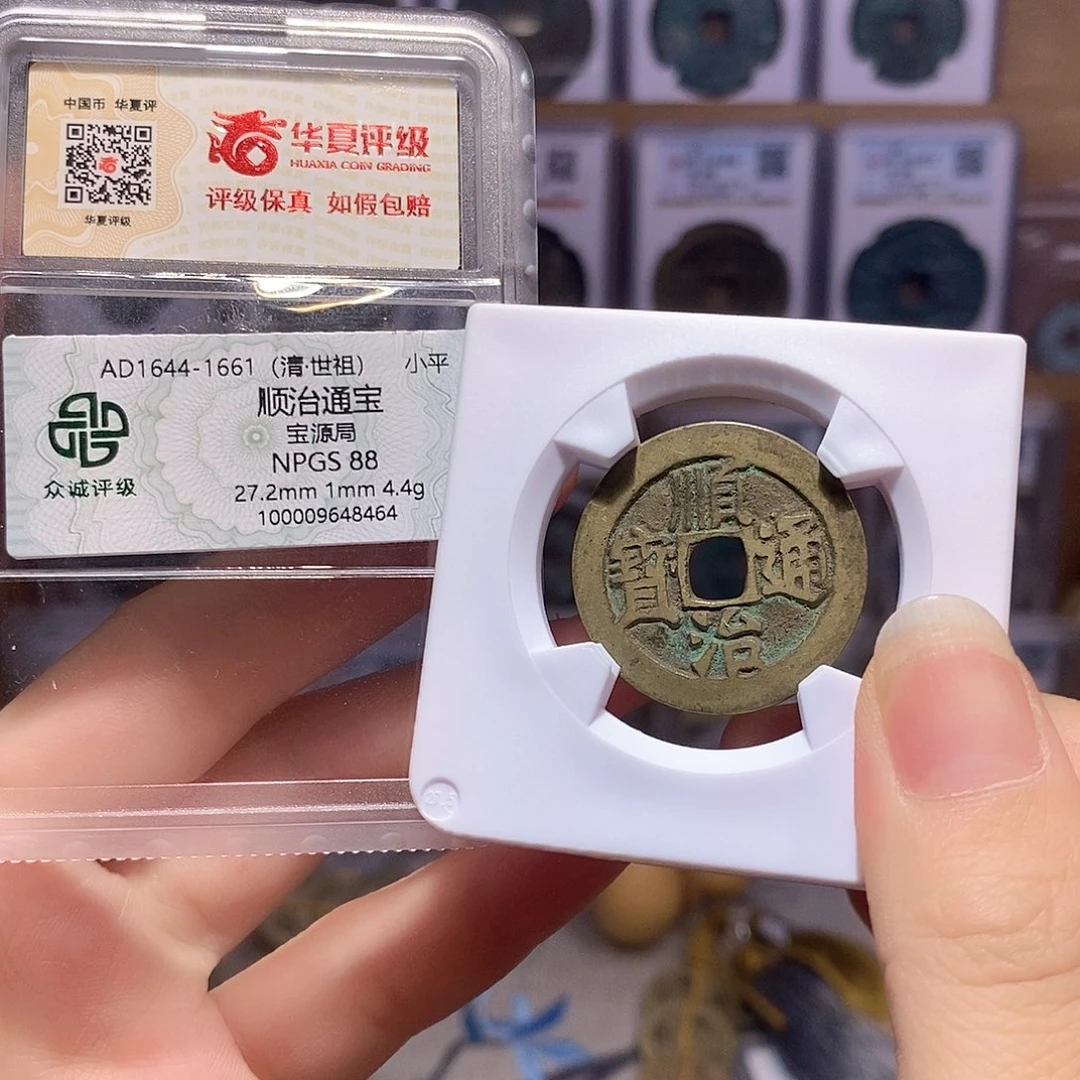 中国币 华夏评
华夏评级
华夏评级
HUAXIA COIN GRADING
评级保真 如假包赔
AD1644-1661 (清·世祖) 小平
顺治通宝
宝源局
NPGS 88
27.2mm 1mm 4.4g
100009648464
众诚评级
順
治
通
寶